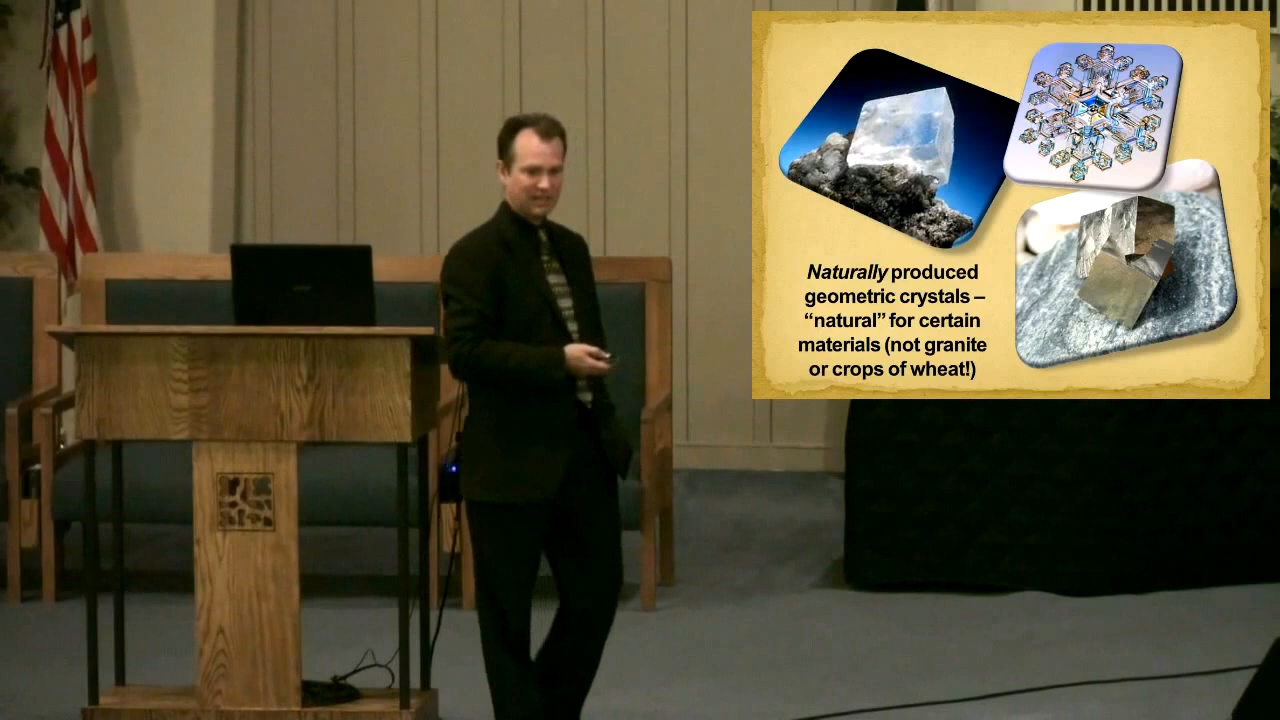 Naturally produced
geometric crystals –
“natural” for certain
materials (not granite
or crops of wheat!)